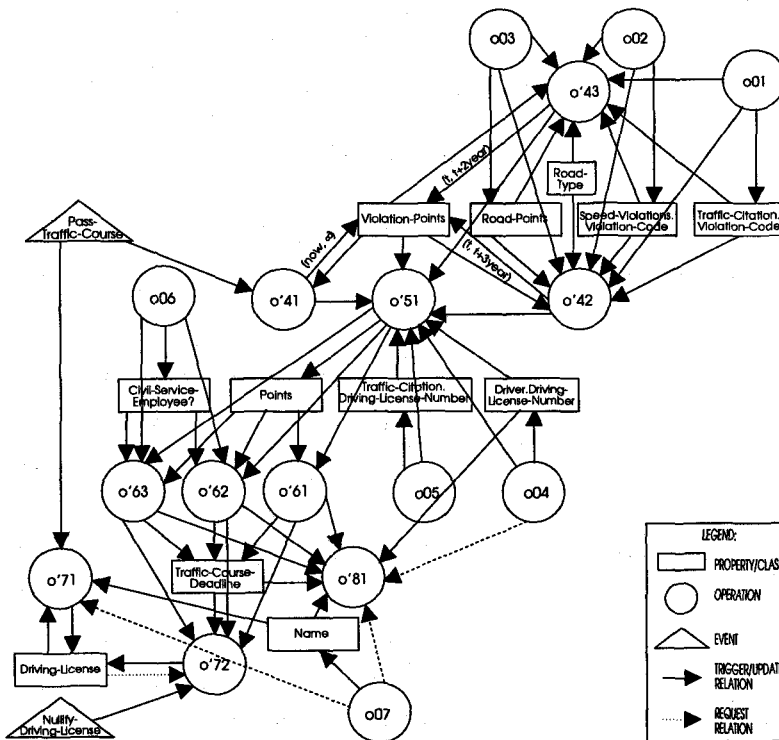 o03
o02
o01
o'43
(t, t+2year)
Road-
Type
Pass-
Traffic-Course
Violation-Points
Road-Points
Speed-Violations.
Violation-Code
Traffic-Citation.
Violation-Code
(now, ∞)
(t, t+3year)
o06
o'41
o'51
o'42
Civil-Service-
Employee?
Points
Traffic-Citation.
Driving-License-Number
Driver.Driving-
License-Number
o'63
o'62
o'61
o05
o04
o'71
Traffic-Course-
Deadline
o'81
Name
Driving-License
o'72
Nullify-
Driving-License
o07
LEGEND:
PROPERTY/CLAS
OPERATION
EVENT
TRIGGER/UPDAT
RELATION
REQUEST
RELATION